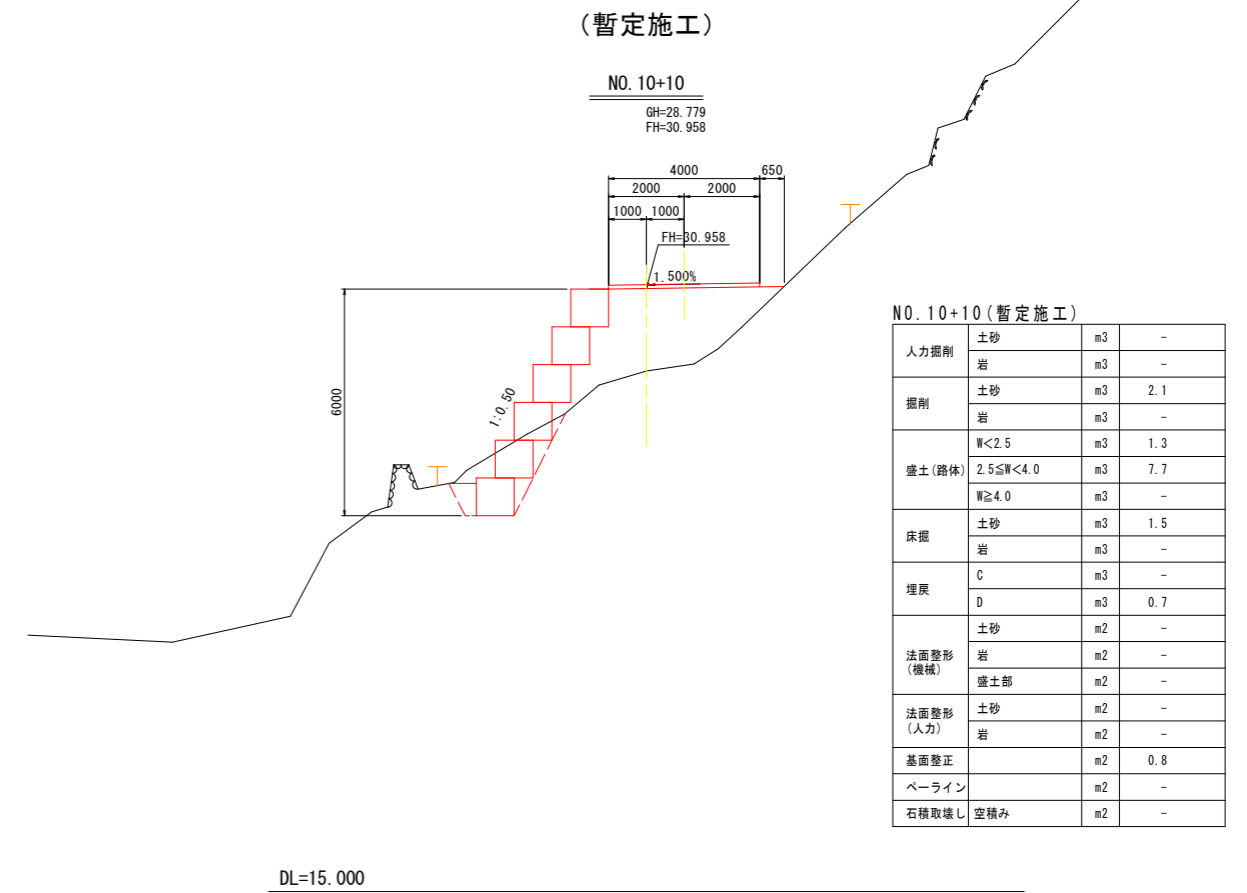 (暫定施工)
NO.10+10
GH=28.779
FH=30.958
4000
650
2000
2000
1000
1000
FH=30.958
1.500%
6000
1:0.50
NO.10+10(暫定施工)
人力掘削 土砂 m3 -
岩 m3 -
掘削 土砂 m3 2.1
岩 m3 -
盛土(路体) W<2.5 m3 1.3
2.5≦W<4.0 m3 7.7
W≧4.0 m3 -
床掘 土砂 m3 1.5
岩 m3 -
埋戻 C m3 -
D m3 0.7
法面整形
(機械)
土砂 m2 -
岩 m2 -
盛土部 m2 -
法面整形
(人力)
土砂 m2 -
岩 m2 -
基面整正 m2 0.8
ペーライン m2 -
石積取壊し 空積み m2 -
DL=15.000